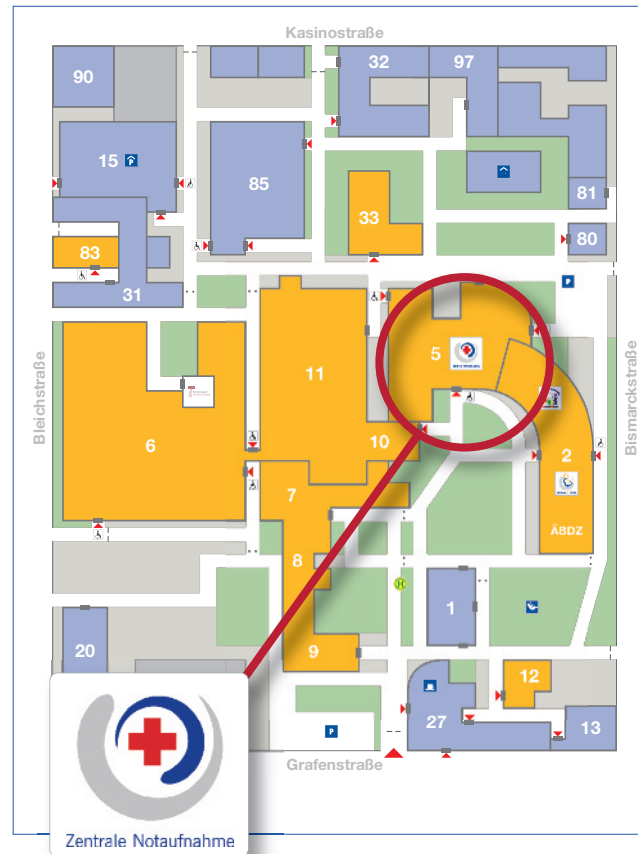 Kasinostraße
90
32
97
15
P
85
33
81
80
83
31
P
5
11
Bleichstraße
Bismarckstraße
6
10
2
7
ÄBDZ
8
H
1
20
9
12
27
13
P
Grafenstraße
Zentrale Notaufnahme